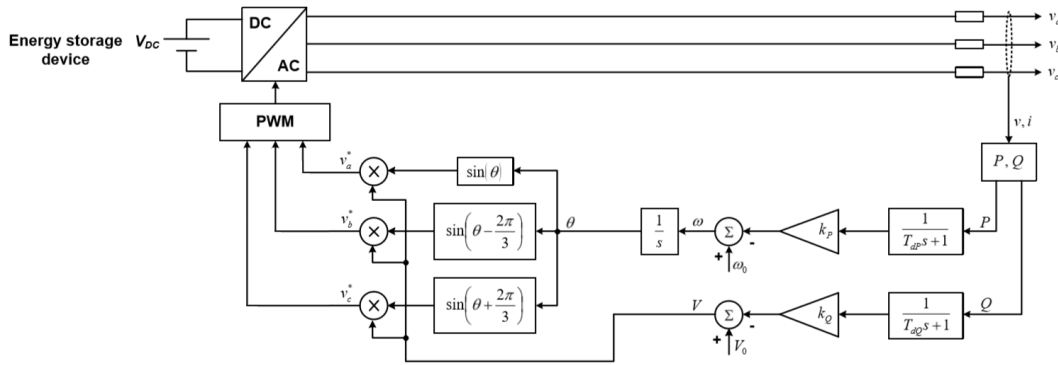 DC
AC
Energy storage
device
V_DC
PWM
v, i
P, Q
v_a^*
v_b^*
v_c^*
×
×
×
sin(θ)
sin(θ - 2π/3)
sin(θ + 2π/3)
θ
1/s
ω
Σ
-
+
ω_0
k_P
1/(T_dP s+1)
P
V
Σ
-
+
V_0
k_Q
1/(T_dQ s+1)
Q